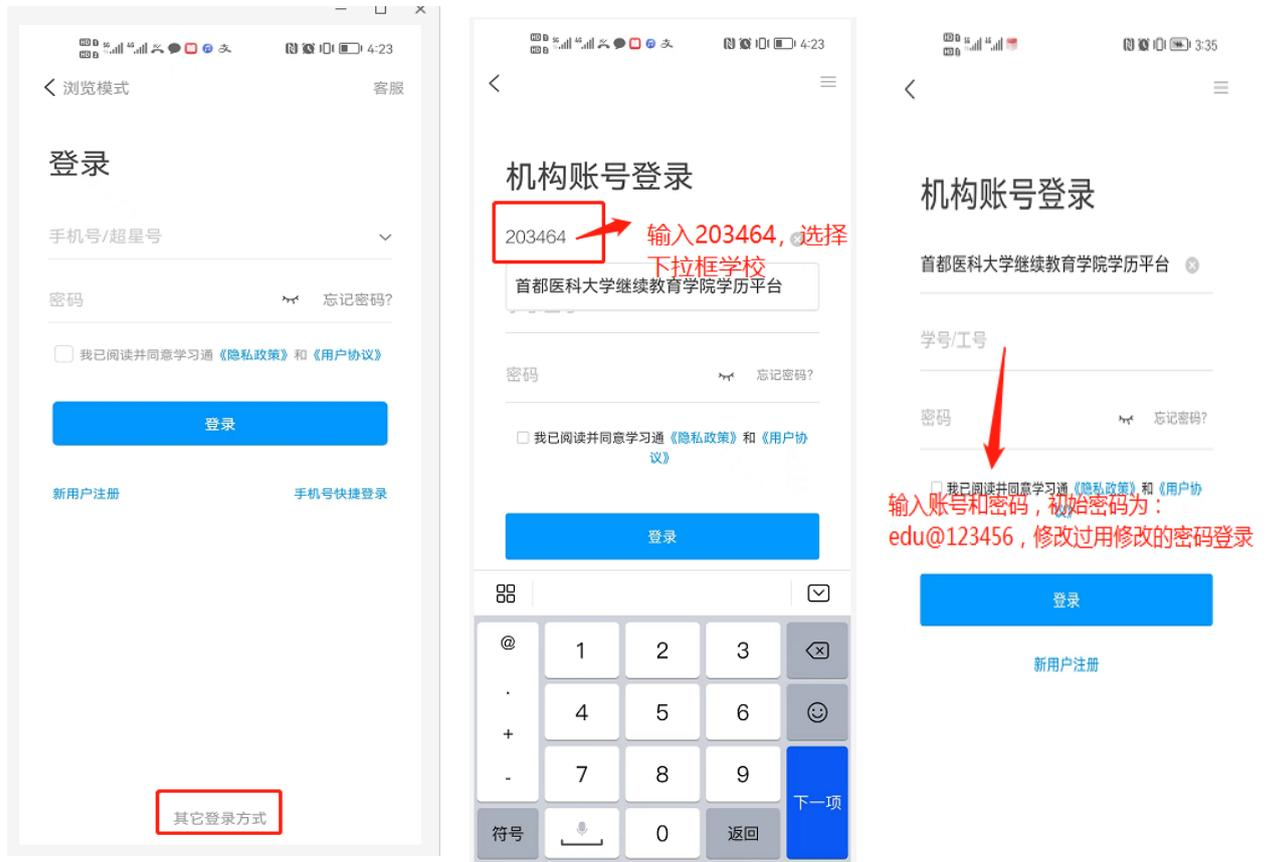 4:23
浏览模式
客服
登录
手机号/超星号
密码
忘记密码?
我已阅读并同意学习通《隐私政策》和《用户协议》
登录
新用户注册
手机号快捷登录
其它登录方式
4:23
机构账号登录
203464
输入203464,选择
下拉框学校
首都医科大学继续教育学院学历平台
密码
忘记密码?
我已阅读并同意学习通《隐私政策》和《用户协
议》
登录
@
1
2
3
.
4
5
6
+
-
7
8
9
下一项
符号
0
返回
3:35
机构账号登录
首都医科大学继续教育学院学历平台
学号/工号
密码
忘记密码?
我已阅读并同意学习通《隐私政策》和《用户协
输入账号和密码，初始密码为：
edu@123456，修改过用修改的密码登录
登录
新用户注册